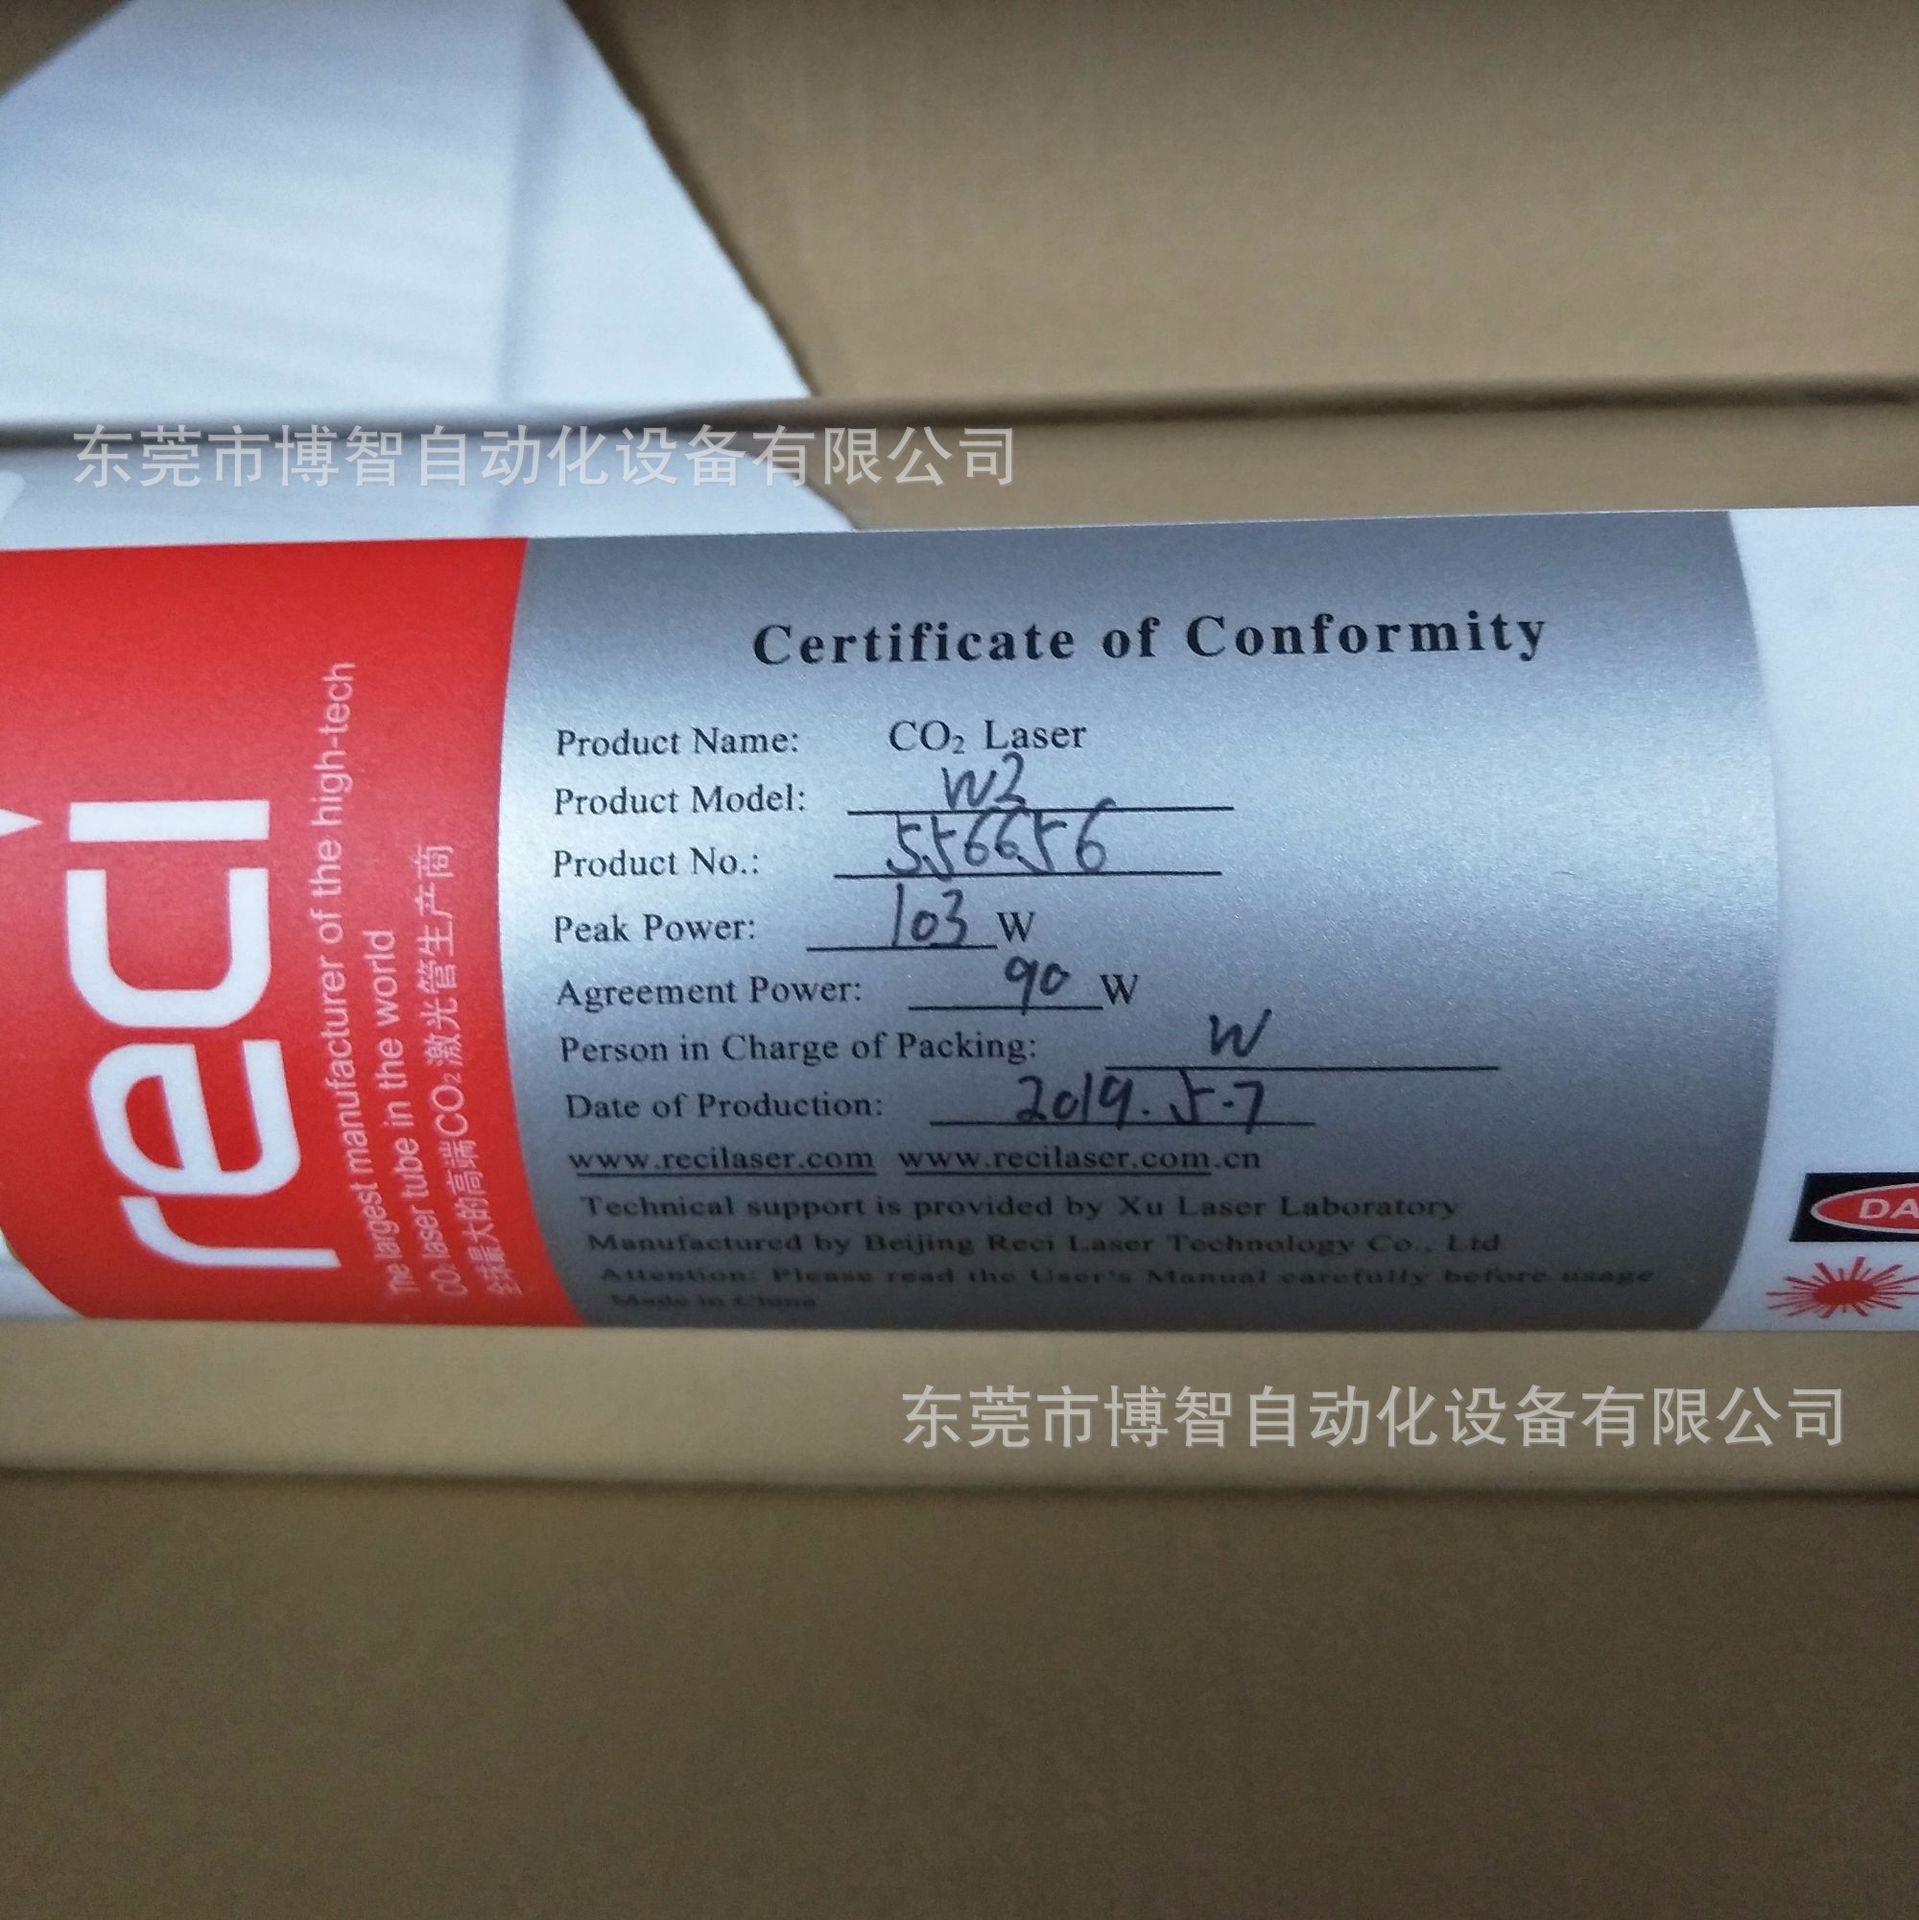 东莞市博智自动化设备有限公司
reci
The largest manufacturer of the high-tech
CO₂ laser tube in the world
全球最大的高端CO₂激光管生产商
Certificate of Conformity
Product Name: CO₂ Laser
Product Model: W2
Product No.: 556656
Peak Power: 103 W
Agreement Power: 90 W
Person in Charge of Packing: W
Date of Production: 2019.5.7
www.recilaser.com www.recilaser.com.cn
Technical support is provided by Xu Laser Laboratory
Manufactured by Beijing Reci Laser Technology Co., Ltd
Attention: Please read the User's Manual carefully before usage
Made in China
DA
东莞市博智自动化设备有限公司